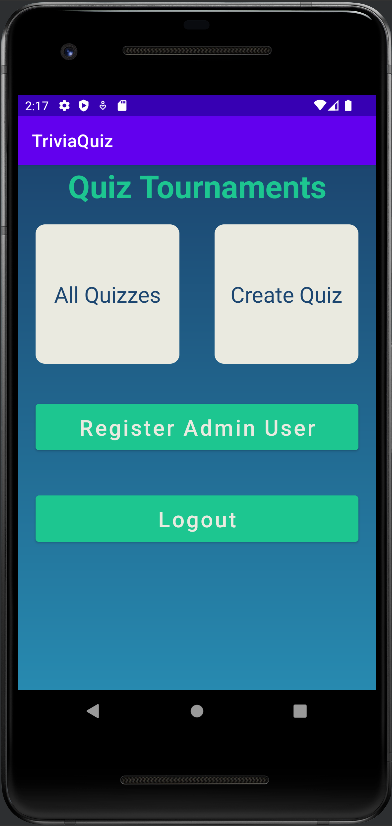 2:17
TriviaQuiz
Quiz Tournaments
All Quizzes
Create Quiz
Register Admin User
Logout